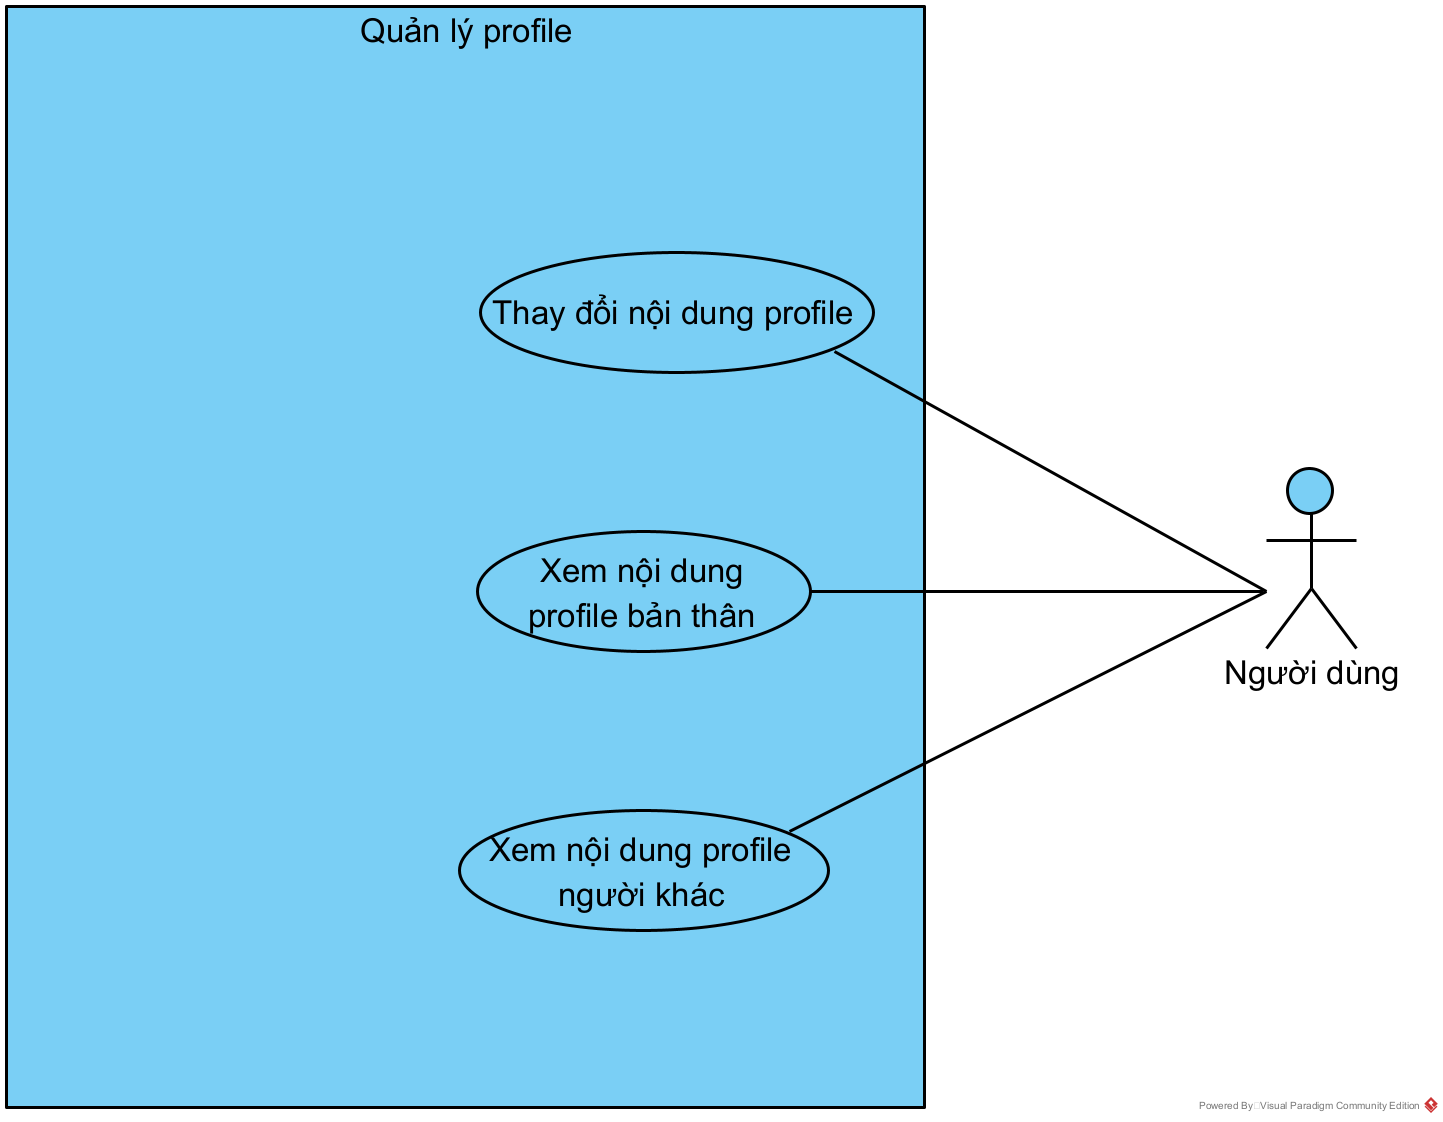 Quản lý profile
Thay đổi nội dung profile
Xem nội dung
profile bản thân
Người dùng
Xem nội dung profile
người khác
Powered By Visual Paradigm Community Edition